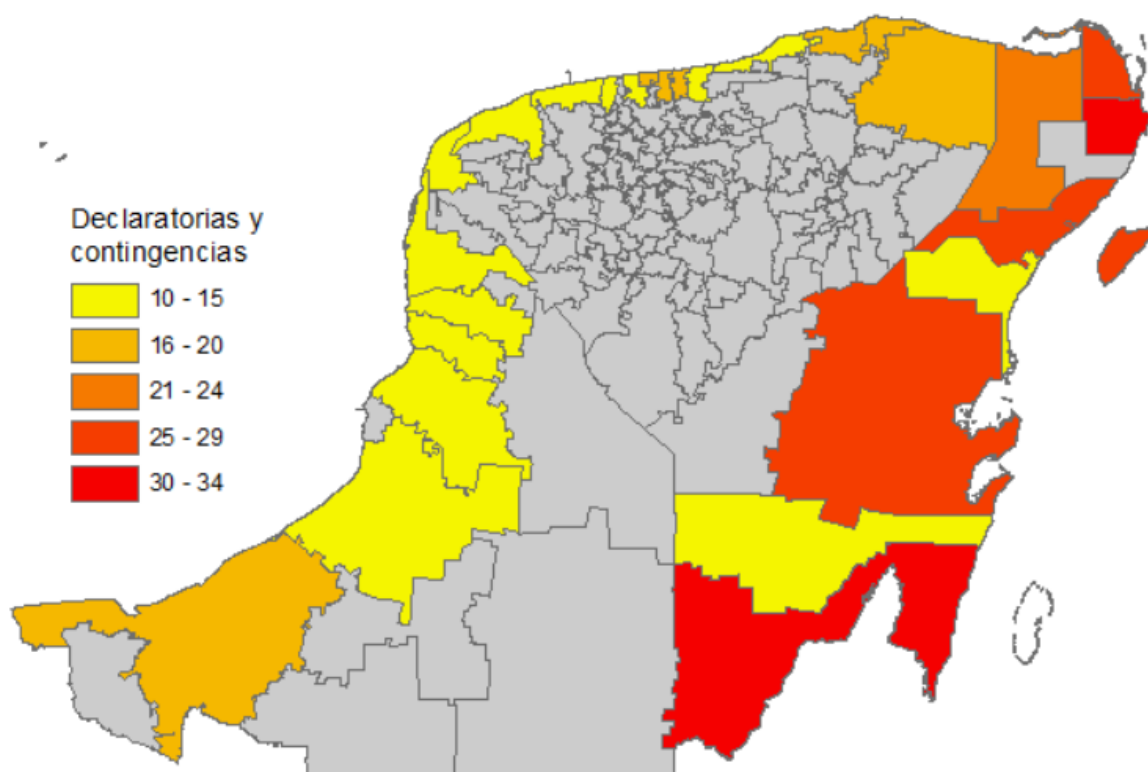 Declaratorias y
contingencias
10 - 15
16 - 20
21 - 24
25 - 29
30 - 34